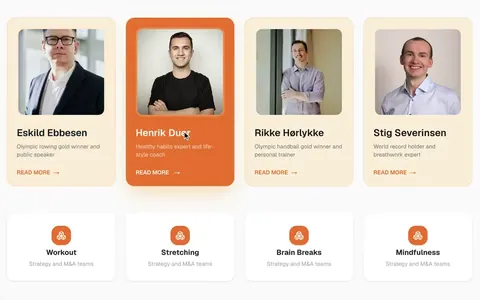 Eskild Ebbesen
Olympic rowing gold winner and
public speaker
READ MORE →
Henrik Duer
Healthy habits expert and life-
style coach
READ MORE →
Rikke Hørlykke
Olympic handball gold winner and
personal trainer
READ MORE →
Stig Severinsen
World record holder and
breathwork expert
READ MORE →
Workout
Strategy and M&A teams
Stretching
Strategy and M&A teams
Brain Breaks
Strategy and M&A teams
Mindfulness
Strategy and M&A teams